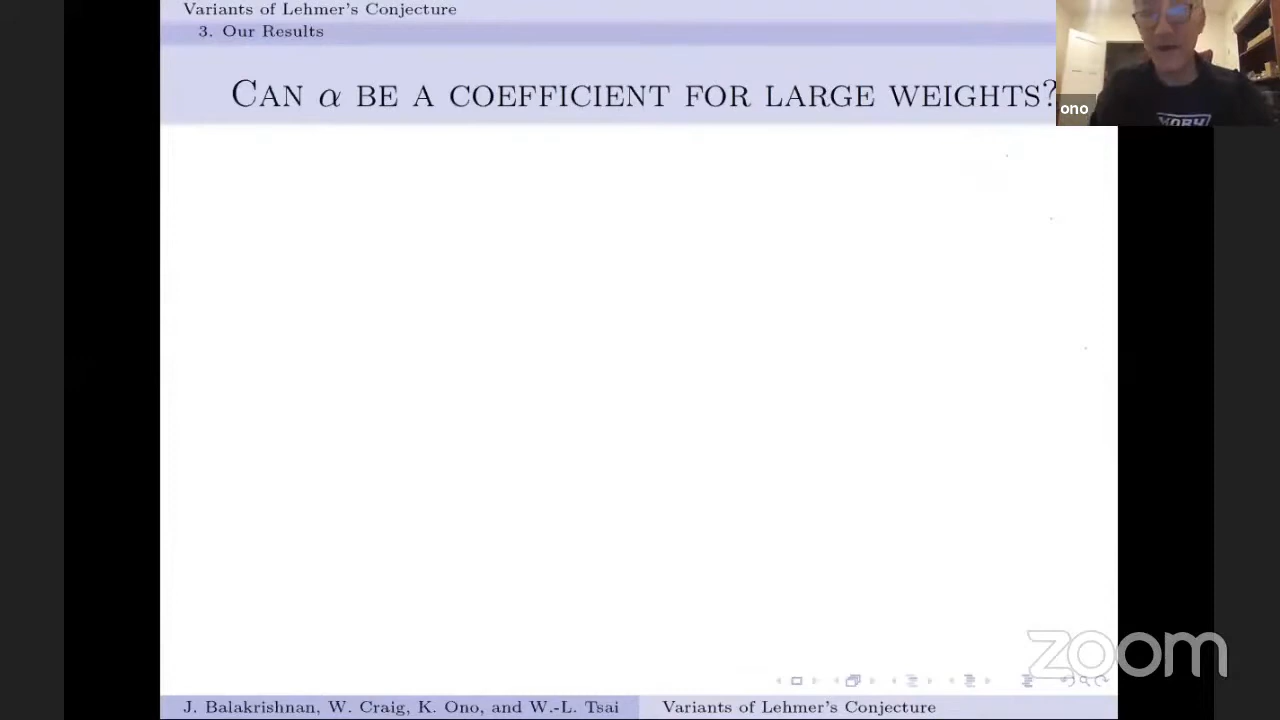 Variants of Lehmer's Conjecture
3. Our Results
CAN α BE A COEFFICIENT FOR LARGE WEIGHTS?
ono
zoom
J. Balakrishnan, W. Craig, K. Ono, and W.-L. Tsai
Variants of Lehmer's Conjecture